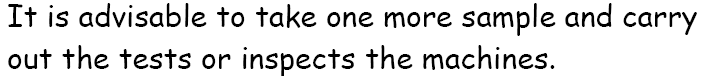 It is advisable to take one more sample and carry
out the tests or inspects the machines.